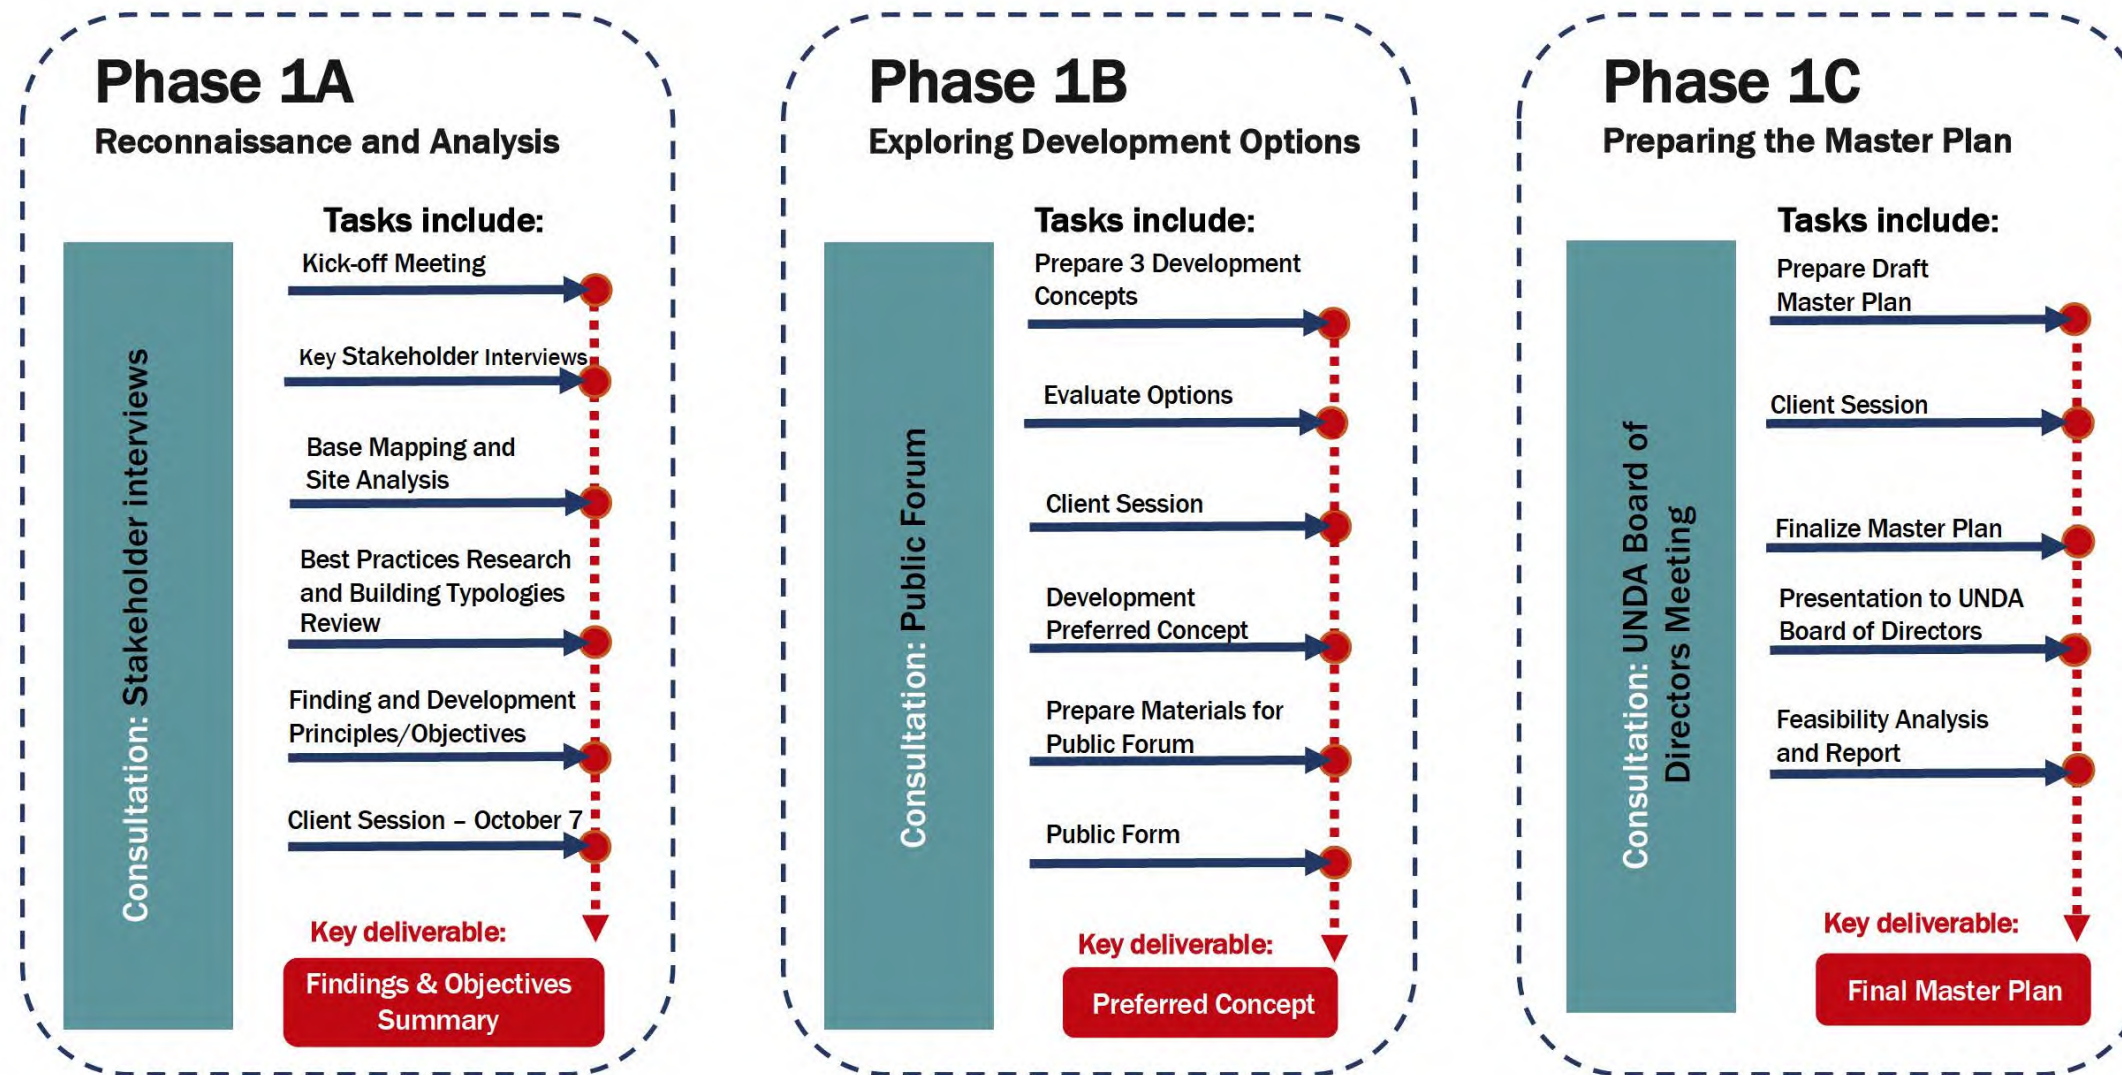 Phase 1A
Reconnaissance and Analysis
Tasks include:
Consultation: Stakeholder interviews
Kick-off Meeting
Key Stakeholder Interviews
Base Mapping and
Site Analysis
Best Practices Research
and Building Typologies
Review
Finding and Development
Principles/Objectives
Client Session – October 7
Key deliverable:
Findings & Objectives
Summary
Phase 1B
Exploring Development Options
Tasks include:
Consultation: Public Forum
Prepare 3 Development
Concepts
Evaluate Options
Client Session
Development
Preferred Concept
Prepare Materials for
Public Forum
Public Form
Key deliverable:
Preferred Concept
Phase 1C
Preparing the Master Plan
Tasks include:
Consultation: UNDA Board of
Directors Meeting
Prepare Draft
Master Plan
Client Session
Finalize Master Plan
Presentation to UNDA
Board of Directors
Feasibility Analysis
and Report
Key deliverable:
Final Master Plan